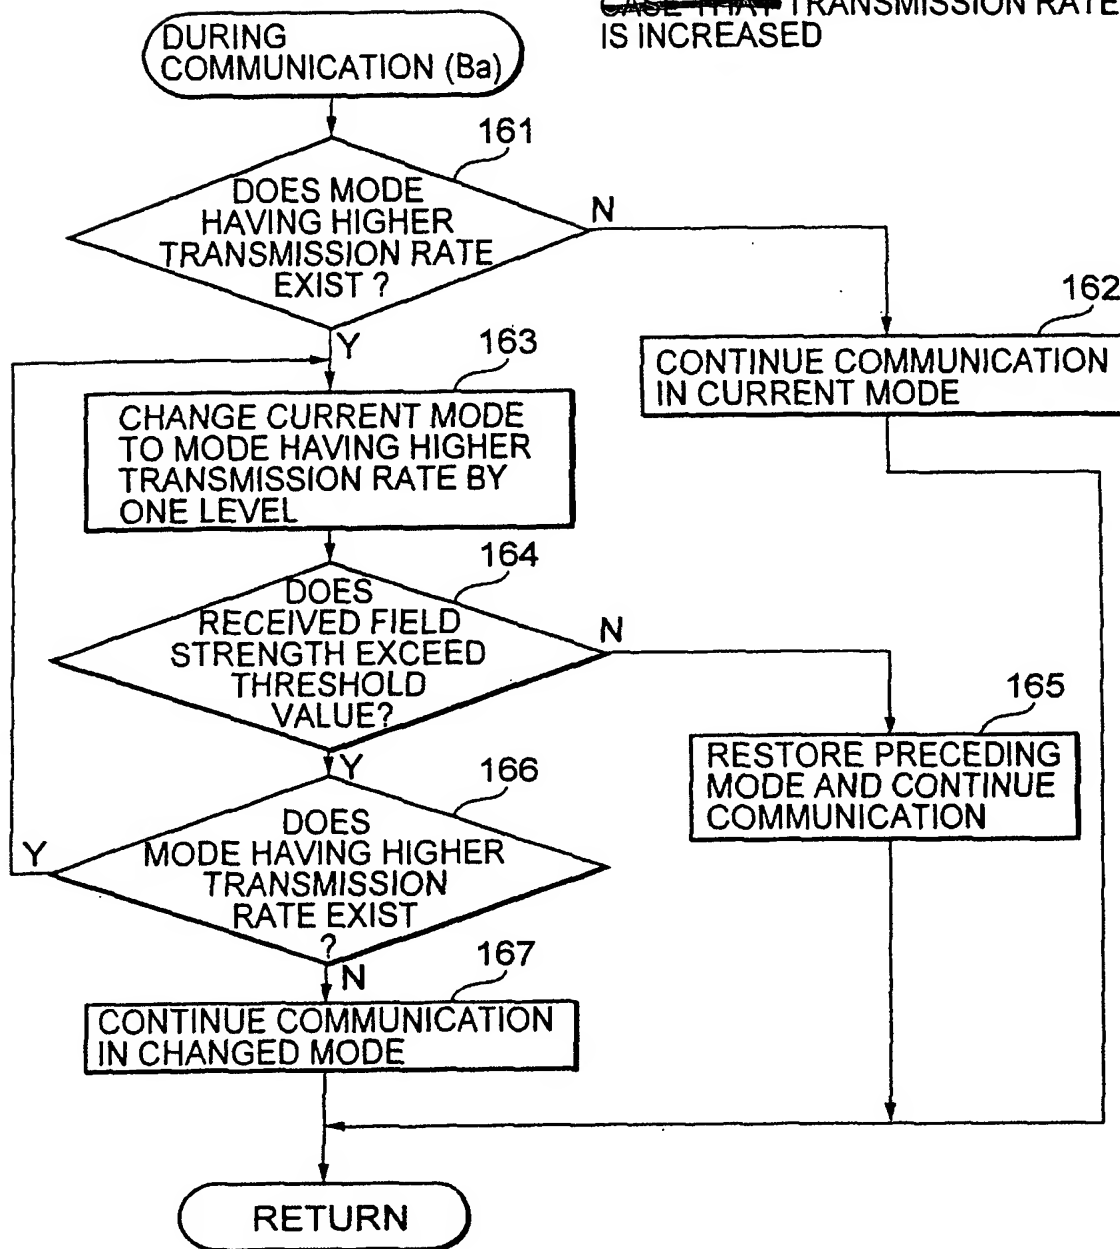 CASE THAT TRANSMISSION RATE
IS INCREASED
DURING
COMMUNICATION (Ba)
161
DOES MODE
HAVING HIGHER
TRANSMISSION RATE
EXIST ?
N
Y
162
CONTINUE COMMUNICATION
IN CURRENT MODE
163
CHANGE CURRENT MODE
TO MODE HAVING HIGHER
TRANSMISSION RATE BY
ONE LEVEL
164
DOES
RECEIVED FIELD
STRENGTH EXCEED
THRESHOLD
VALUE?
N
Y
165
RESTORE PRECEDING
MODE AND CONTINUE
COMMUNICATION
166
DOES
MODE HAVING HIGHER
TRANSMISSION
RATE EXIST
?
Y
N
167
CONTINUE COMMUNICATION
IN CHANGED MODE
RETURN